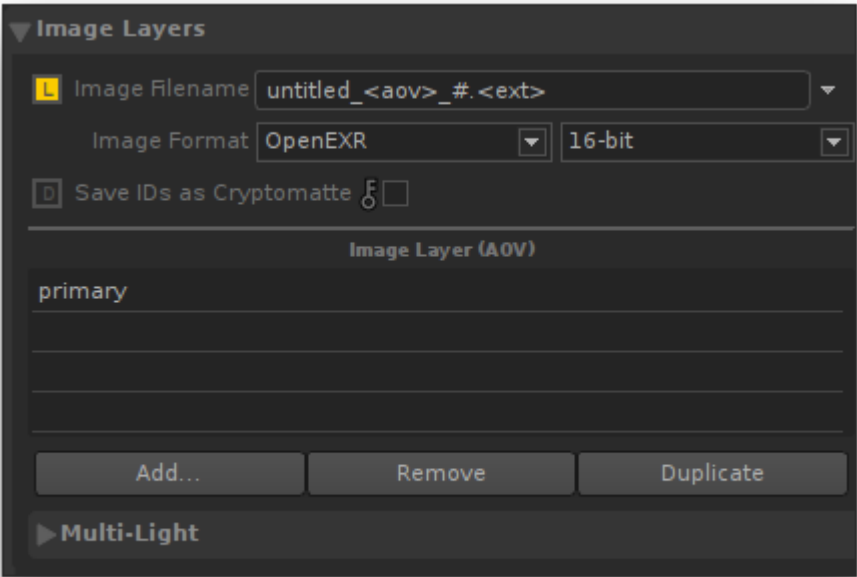 Image Layers
L Image Filename untitled_<aov>_#.<ext>
Image Format OpenEXR 16-bit
D Save IDs as Cryptomatte
Image Layer (AOV)
primary
Add... Remove Duplicate
Multi-Light